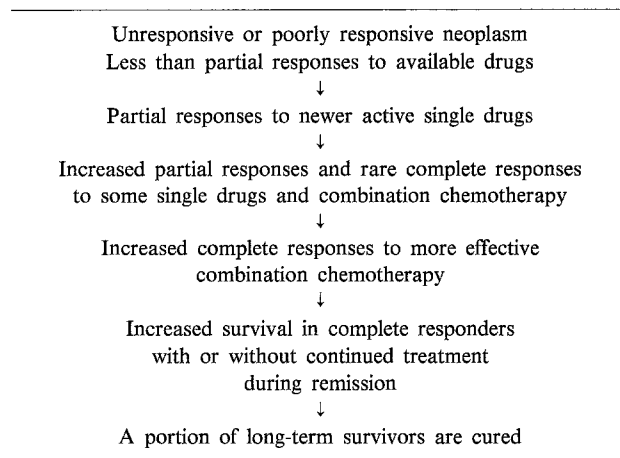 Unresponsive or poorly responsive neoplasm
Less than partial responses to available drugs
↓
Partial responses to newer active single drugs
↓
Increased partial responses and rare complete responses
to some single drugs and combination chemotherapy
↓
Increased complete responses to more effective
combination chemotherapy
↓
Increased survival in complete responders
with or without continued treatment
during remission
↓
A portion of long-term survivors are cured